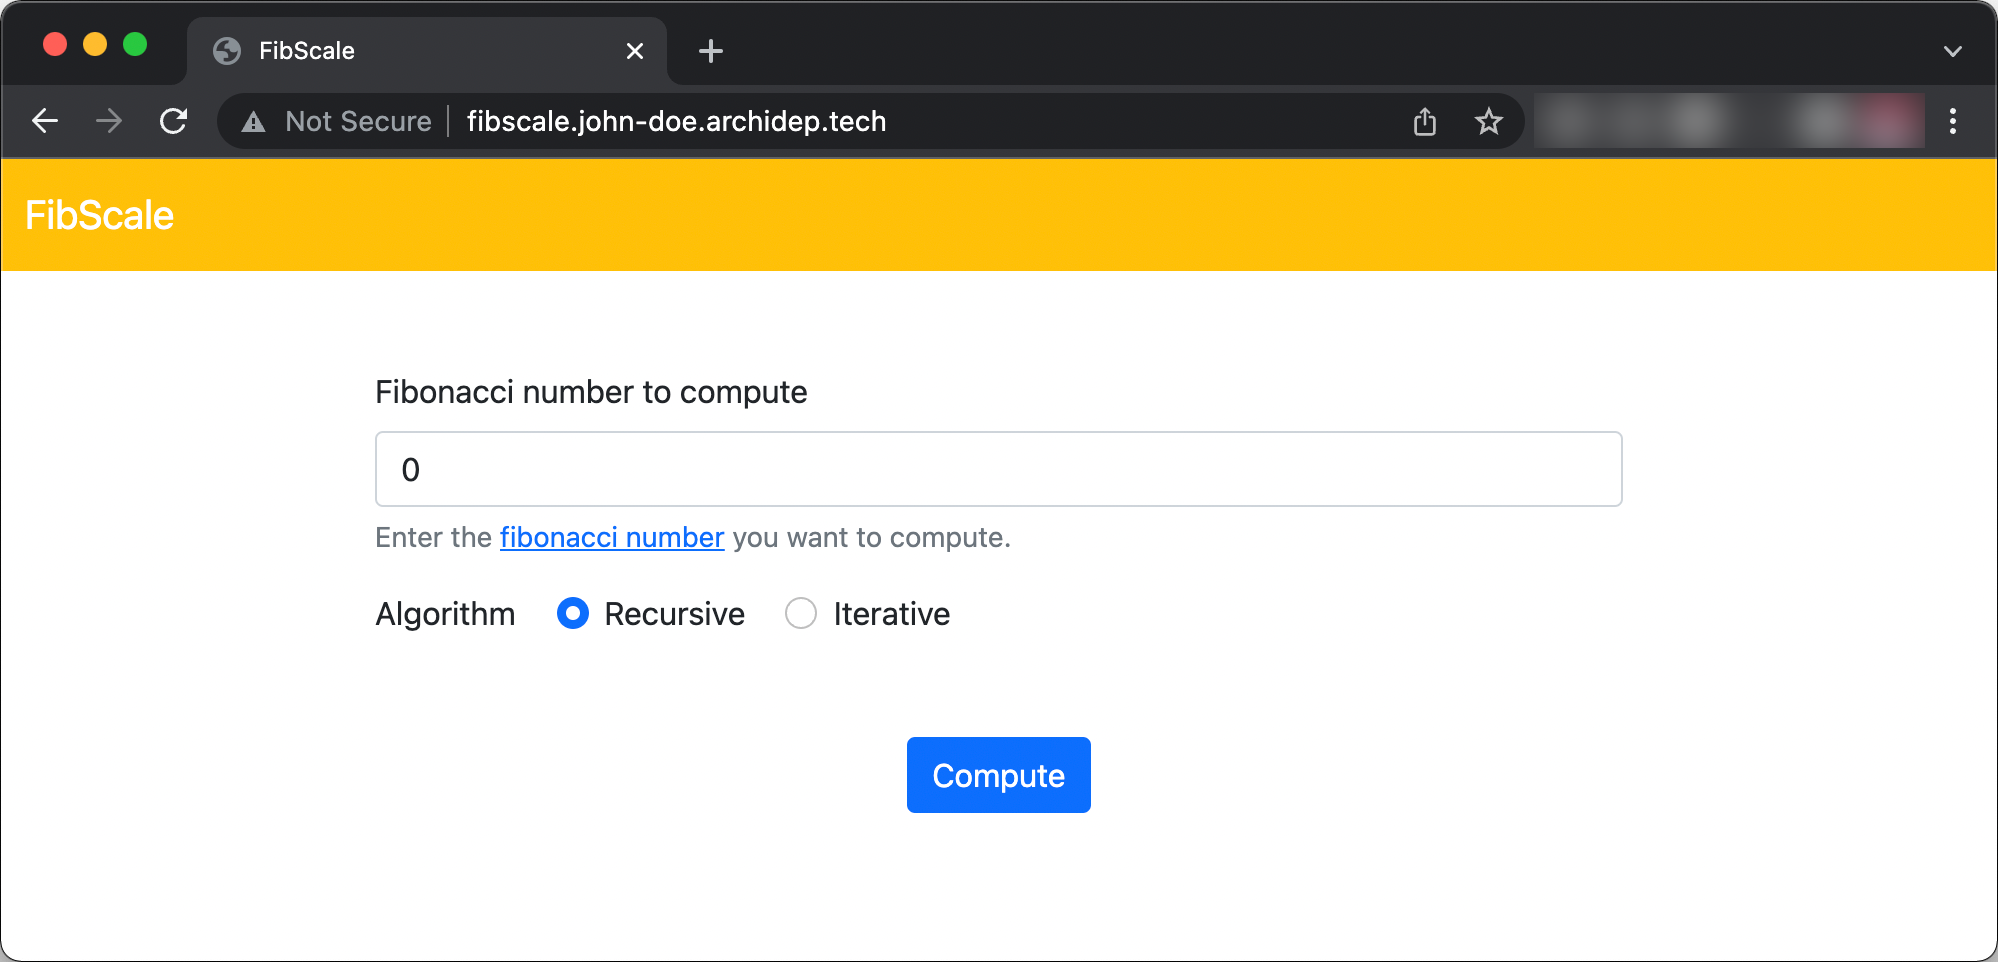 FibScale
Not Secure fibscale.john-doe.archidep.tech
FibScale
Fibonacci number to compute
0
Enter the fibonacci number you want to compute.
Algorithm Recursive Iterative
Compute